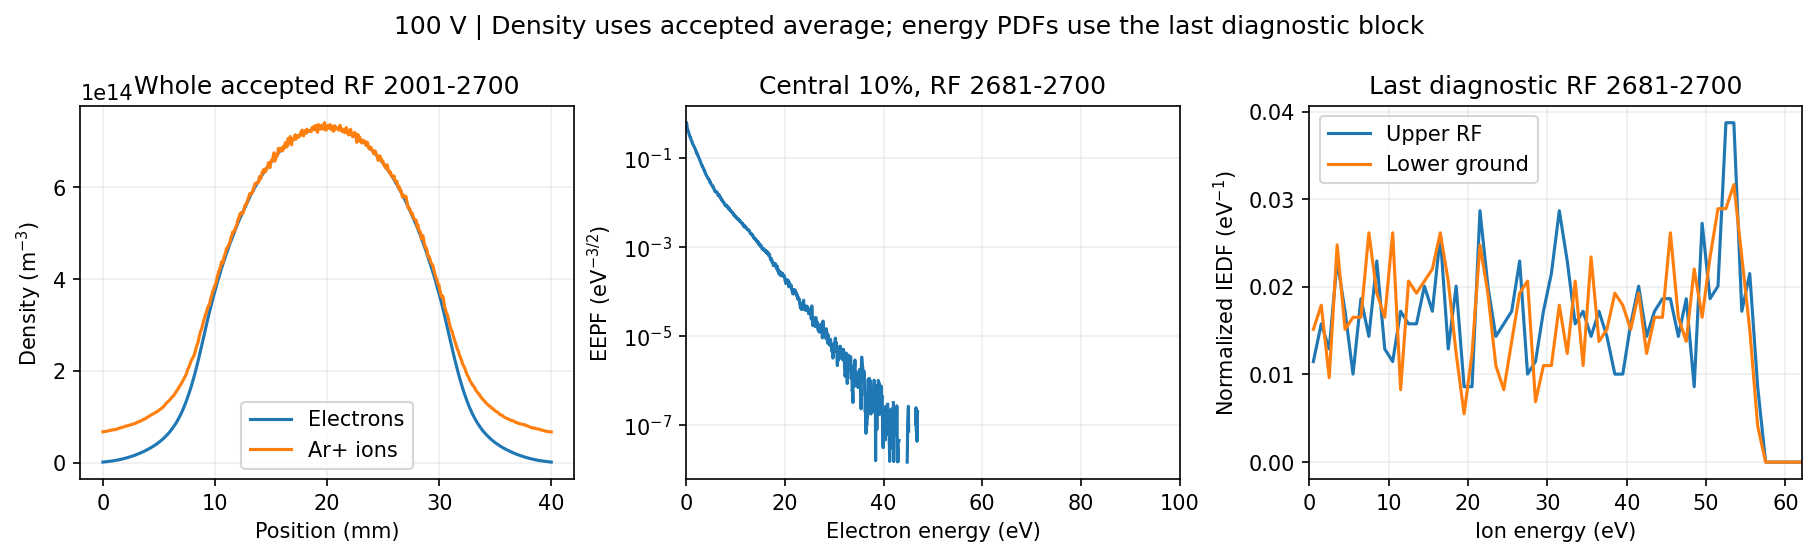 100 V | Density uses accepted average; energy PDFs use the last diagnostic block
Whole accepted RF 2001-2700
1e14
6
4
2
0
Density (m⁻³)
Electrons
Ar+ ions
0 10 20 30 40
Position (mm)
Central 10%, RF 2681-2700
10⁻¹
10⁻³
10⁻⁵
10⁻⁷
EEPF (eV⁻³/²)
0 20 40 60 80 100
Electron energy (eV)
Last diagnostic RF 2681-2700
0.04
0.03
0.02
0.01
0.00
Normalized IEDF (eV⁻¹)
Upper RF
Lower ground
0 10 20 30 40 50 60
Ion energy (eV)